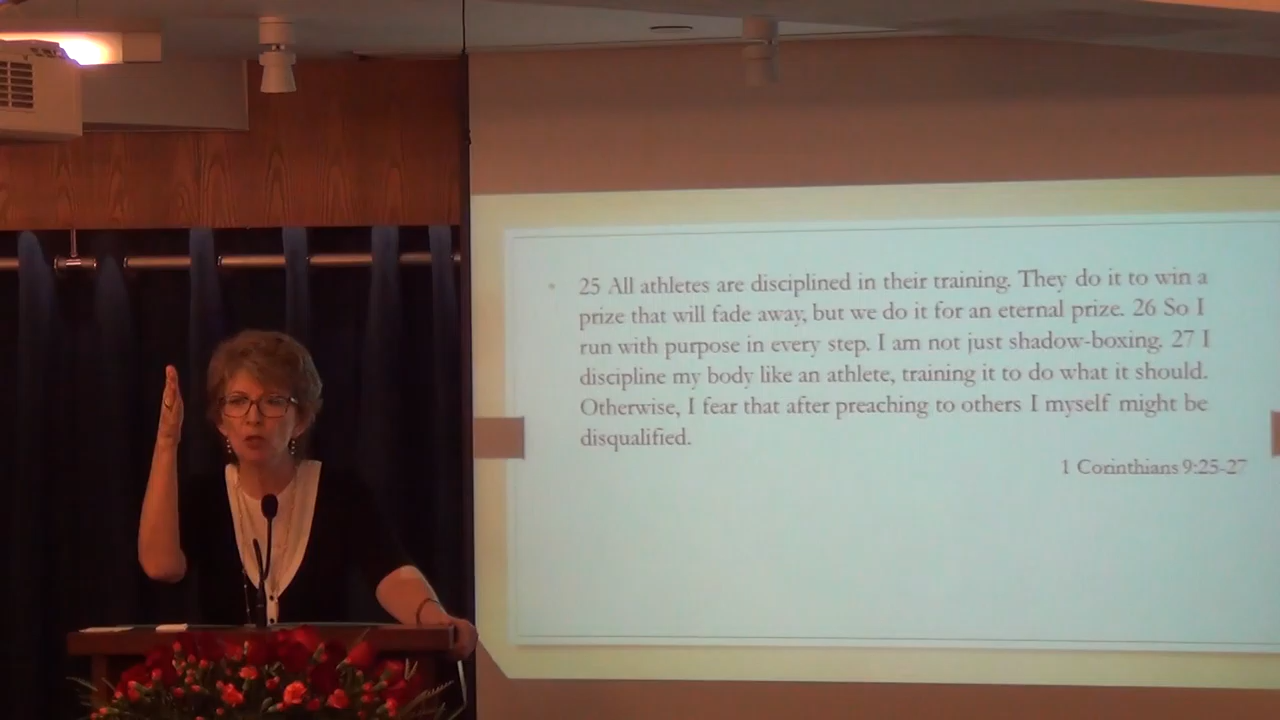 • 25 All athletes are disciplined in their training. They do it to win a
prize that will fade away, but we do it for an eternal prize. 26 So I
run with purpose in every step. I am not just shadow-boxing. 27 I
discipline my body like an athlete, training it to do what it should.
Otherwise, I fear that after preaching to others I myself might be
disqualified.
1 Corinthians 9:25-27